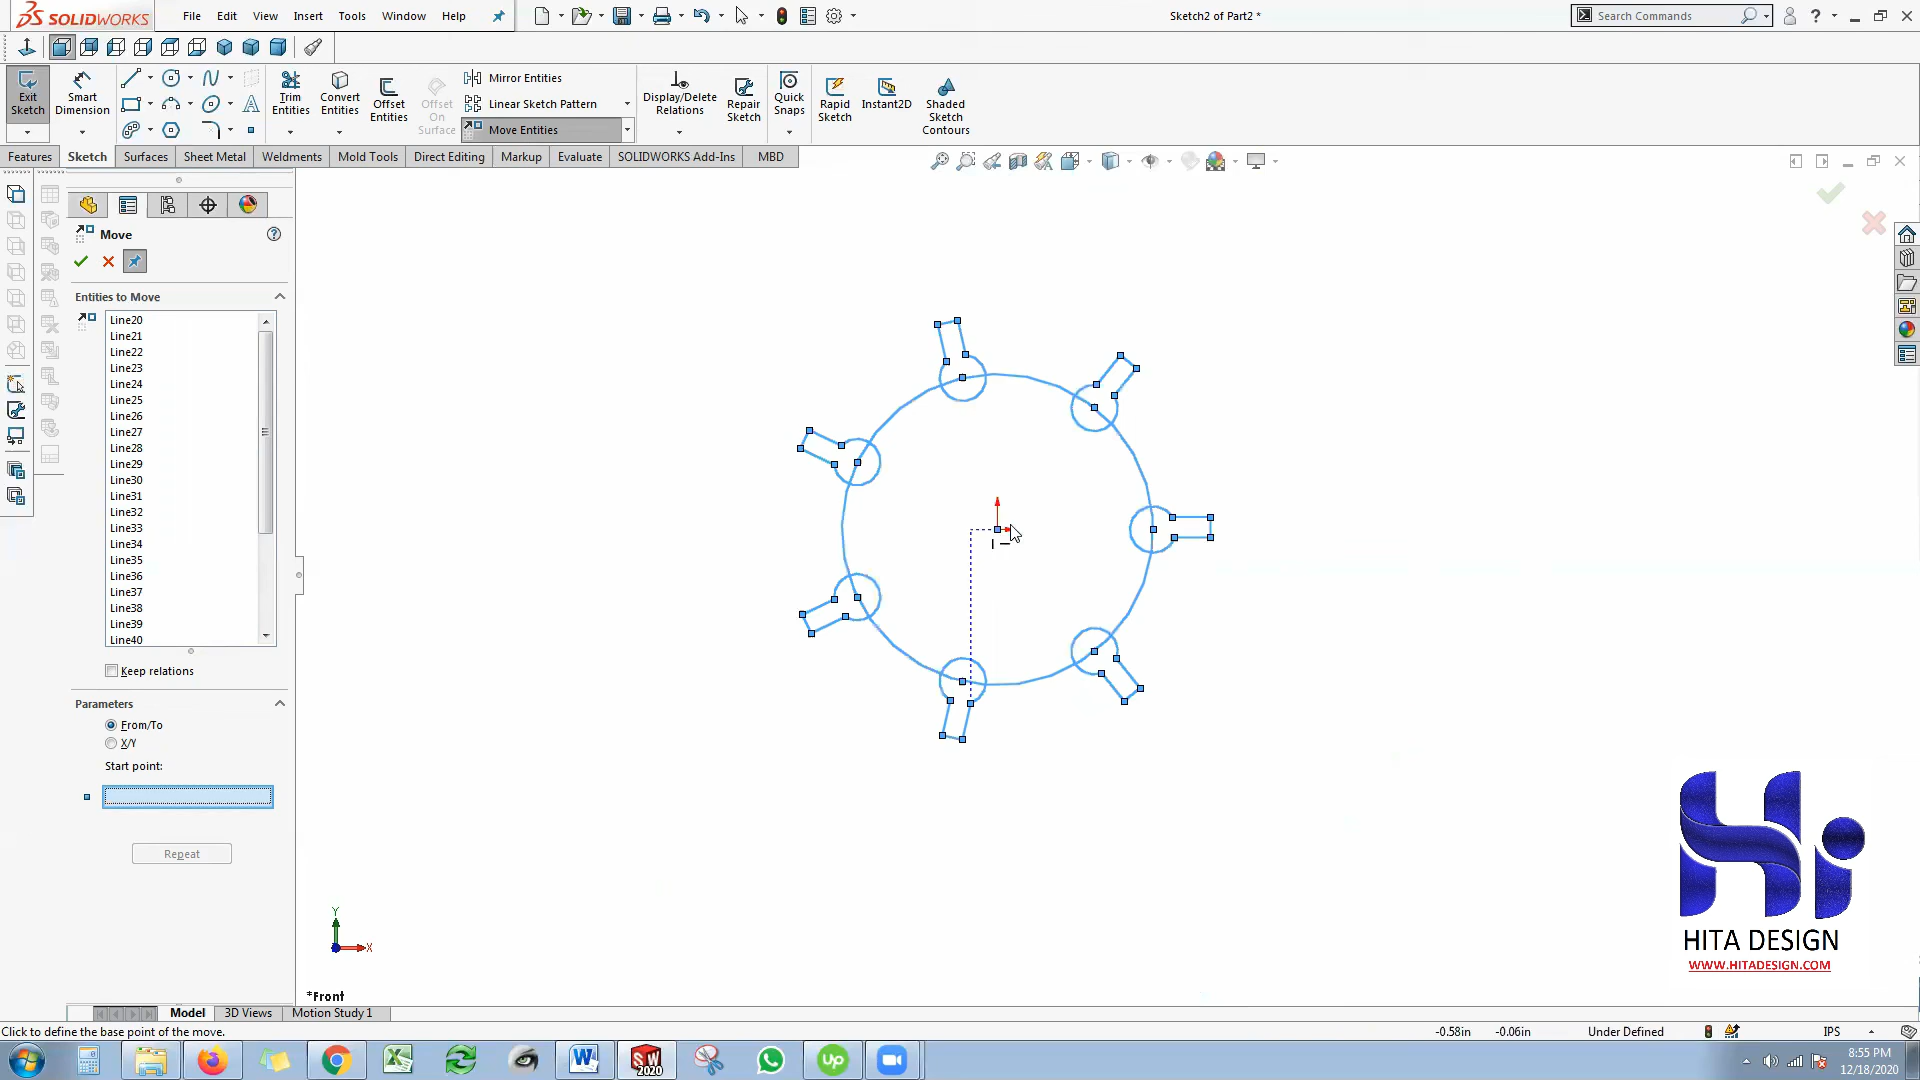 SOLIDWORKS File Edit View Insert Tools Window Help Sketch2 of Part2 * Search Commands
Exit Sketch
Smart Dimension
Trim Entities
Convert Entities
Offset Entities
Offset On Surface
Mirror Entities
Linear Sketch Pattern
Move Entities
Display/Delete Relations
Repair Sketch
Quick Snaps
Rapid Sketch
Instant2D
Shaded Sketch Contours
Features Sketch Surfaces Sheet Metal Weldments Mold Tools Direct Editing Markup Evaluate SOLIDWORKS Add-Ins MBD
Move
Entities to Move
Line20
Line21
Line22
Line23
Line24
Line25
Line26
Line27
Line28
Line29
Line30
Line31
Line32
Line33
Line34
Line35
Line36
Line37
Line38
Line39
Line40
Keep relations
Parameters
From/To
X/Y
Start point:
Repeat
Y
X
*Front
HITA DESIGN
WWW.HITADESIGN.COM
Model 3D Views Motion Study 1
Click to define the base point of the move. -0.58in -0.06in Under Defined IPS
SW 2020
Up
8:55 PM
12/18/2020